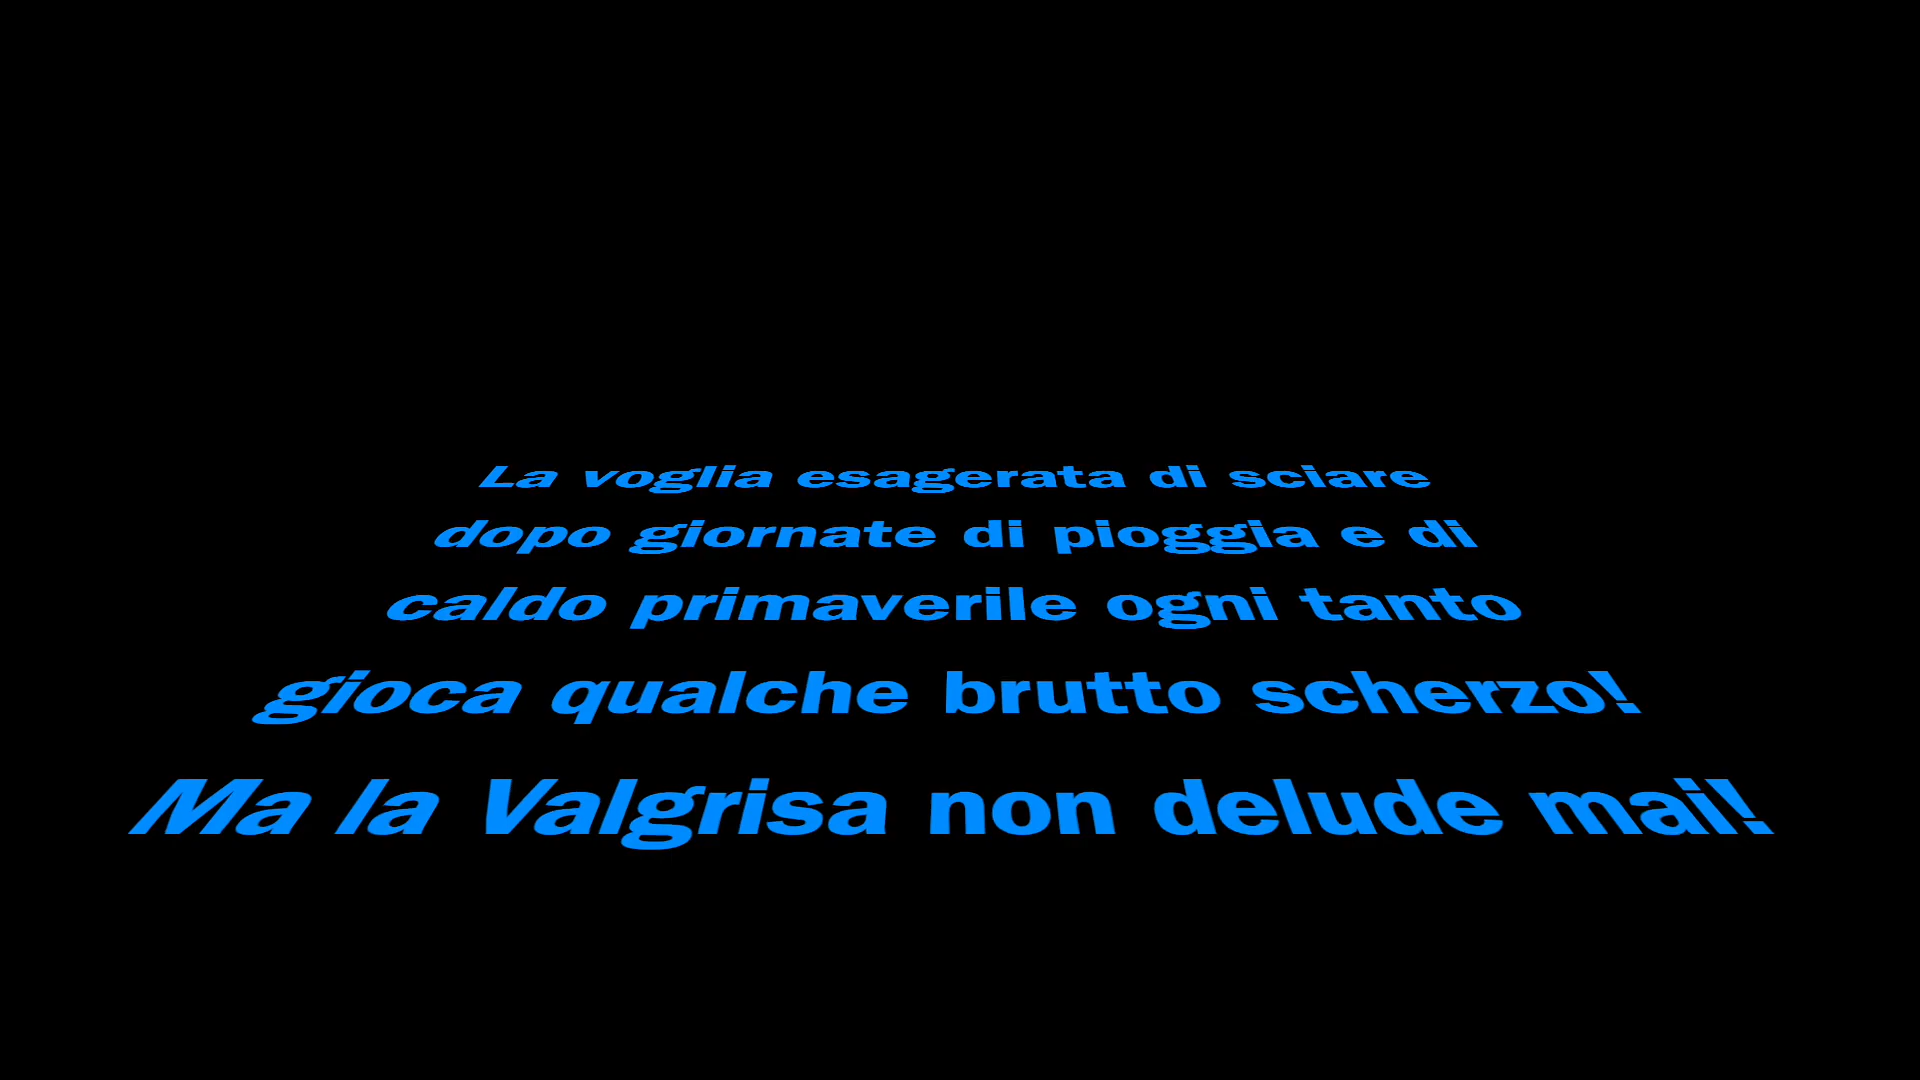 La voglia esagerata di sciare
dopo giornate di pioggia e di
caldo primaverile ogni tanto
gioca qualche brutto scherzo!
Ma la Valgrisa non delude mai!